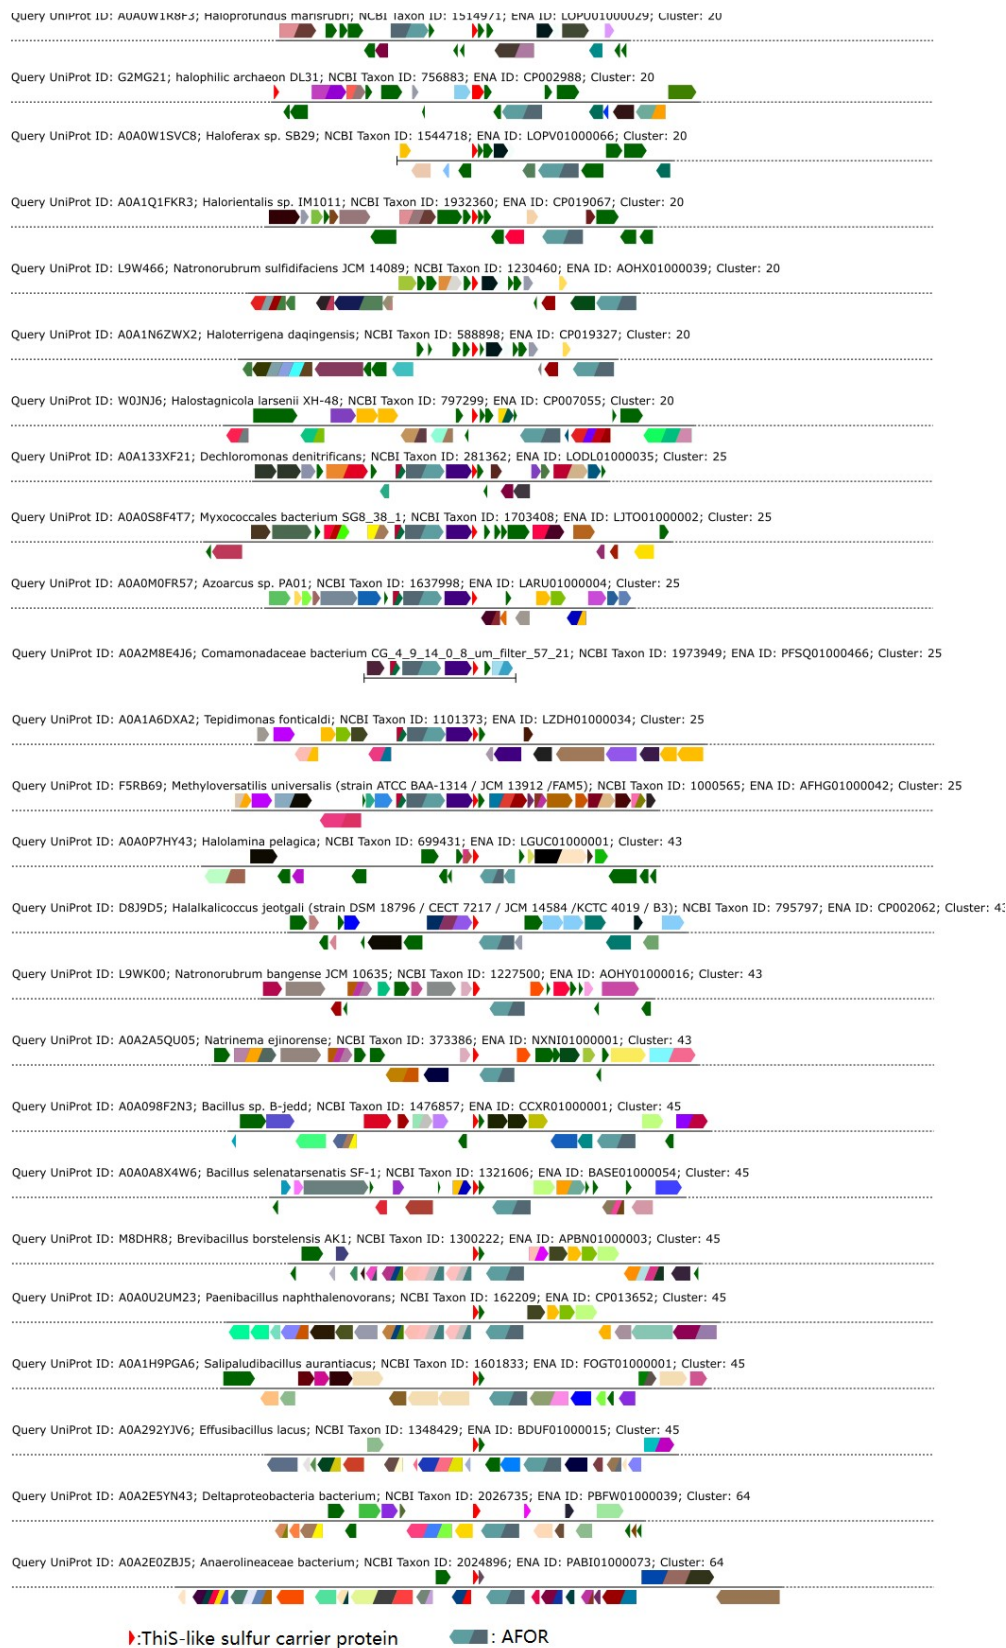 Query UniProt ID: A0A0W1R8F3; Haloprofundus marisrubri; NCBI Taxon ID: 1514971; ENA ID: LOPU01000029; Cluster: 20
Query UniProt ID: G2MG21; halophilic archaeon DL31; NCBI Taxon ID: 756883; ENA ID: CP002988; Cluster: 20
Query UniProt ID: A0A0W1SVC8; Haloferax sp. SB29; NCBI Taxon ID: 1544718; ENA ID: LOPV01000066; Cluster: 20
Query UniProt ID: A0A1Q1FKR3; Halorientalis sp. IM1011; NCBI Taxon ID: 1932360; ENA ID: CP019067; Cluster: 20
Query UniProt ID: L9W466; Natronorubrum sulfidifaciens JCM 14089; NCBI Taxon ID: 1230460; ENA ID: AOHX01000039; Cluster: 20
Query UniProt ID: A0A1N6ZWX2; Haloterrigena daqingensis; NCBI Taxon ID: 588898; ENA ID: CP019327; Cluster: 20
Query UniProt ID: W0JNJ6; Halostagnicola larsenii XH-48; NCBI Taxon ID: 797299; ENA ID: CP007055; Cluster: 20
Query UniProt ID: A0A133XF21; Dechloromonas denitrificans; NCBI Taxon ID: 281362; ENA ID: LODL01000035; Cluster: 25
Query UniProt ID: A0A0S8F4T7; Myxococcales bacterium SG8_38_1; NCBI Taxon ID: 1703408; ENA ID: LJTO01000002; Cluster: 25
Query UniProt ID: A0A0M0FR57; Azoarcus sp. PA01; NCBI Taxon ID: 1637998; ENA ID: LARU01000004; Cluster: 25
Query UniProt ID: A0A2M8E4J6; Comamonadaceae bacterium CG_4_9_14_0_8_um_filter_57_21; NCBI Taxon ID: 1973949; ENA ID: PFSQ01000466; Cluster: 25
Query UniProt ID: A0A1A6DXA2; Tepidimonas fonticaldi; NCBI Taxon ID: 1101373; ENA ID: LZDH01000034; Cluster: 25
Query UniProt ID: F5RB69; Methyloversatilis universalis (strain ATCC BAA-1314 / JCM 13912 /FAM5); NCBI Taxon ID: 1000565; ENA ID: AFHG01000042; Cluster: 25
Query UniProt ID: A0A0P7HY43; Halolamina pelagica; NCBI Taxon ID: 699431; ENA ID: LGUC01000001; Cluster: 43
Query UniProt ID: D8J9D5; Halalkalicoccus jeotgali (strain DSM 18796 / CECT 7217 / JCM 14584 /KCTC 4019 / B3); NCBI Taxon ID: 795797; ENA ID: CP002062; Cluster: 43
Query UniProt ID: L9WK00; Natronorubrum bangense JCM 10635; NCBI Taxon ID: 1227500; ENA ID: AOHY01000016; Cluster: 43
Query UniProt ID: A0A2A5QU05; Natrinema ejinorense; NCBI Taxon ID: 373386; ENA ID: NXNI01000001; Cluster: 43
Query UniProt ID: A0A098F2N3; Bacillus sp. B-jedd; NCBI Taxon ID: 1476857; ENA ID: CCXR01000001; Cluster: 45
Query UniProt ID: A0A0A8X4W6; Bacillus selenatarsenatis SF-1; NCBI Taxon ID: 1321606; ENA ID: BASE01000054; Cluster: 45
Query UniProt ID: M8DHR8; Brevibacillus borstelensis AK1; NCBI Taxon ID: 1300222; ENA ID: APBN01000003; Cluster: 45
Query UniProt ID: A0A0U2UM23; Paenibacillus naphthalenovorans; NCBI Taxon ID: 162209; ENA ID: CP013652; Cluster: 45
Query UniProt ID: A0A1H9PGA6; Salipaludibacillus aurantiacus; NCBI Taxon ID: 1601833; ENA ID: FOGT01000001; Cluster: 45
Query UniProt ID: A0A292YJV6; Effusibacillus lacus; NCBI Taxon ID: 1348429; ENA ID: BDUF01000015; Cluster: 45
Query UniProt ID: A0A2E5YN43; Deltaproteobacteria bacterium; NCBI Taxon ID: 2026735; ENA ID: PBFW01000039; Cluster: 64
Query UniProt ID: A0A2E0ZBJ5; Anaerolineaceae bacterium; NCBI Taxon ID: 2024896; ENA ID: PABI01000073; Cluster: 64
:ThiS-like sulfur carrier protein : AFOR